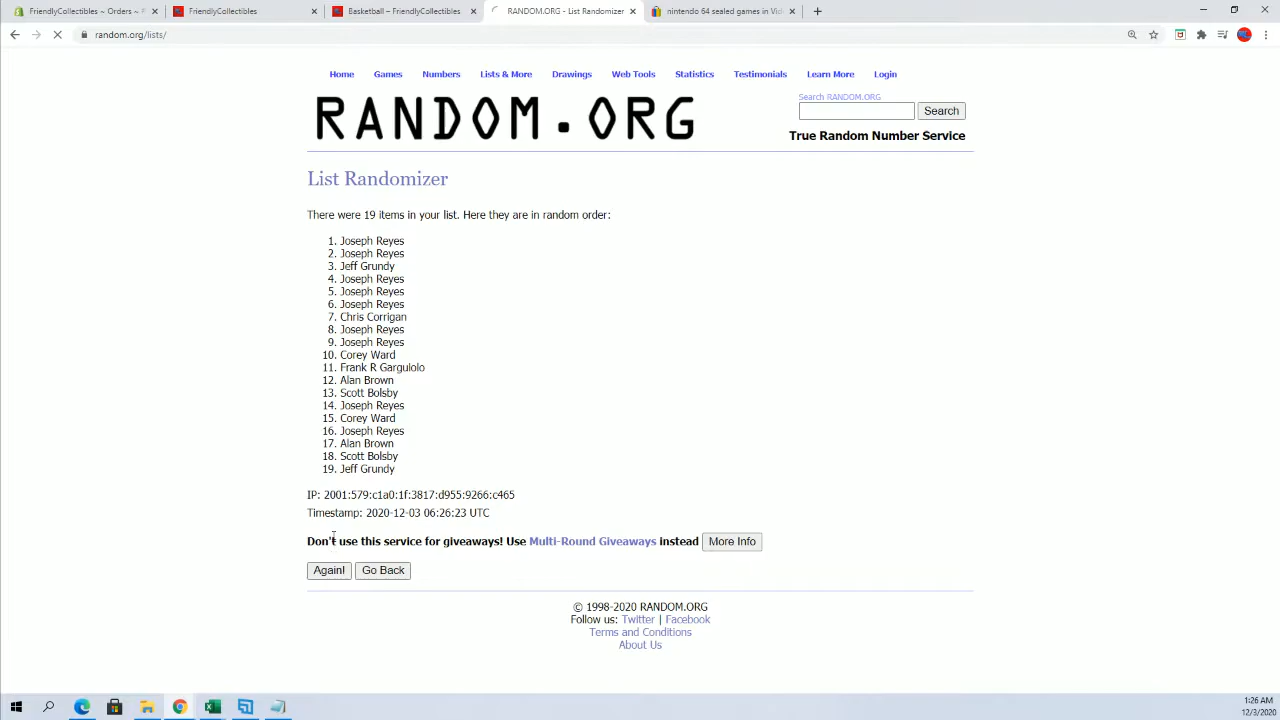 FriendlyCollectibles ~ Orders ~ F
FriendlyCollectibles
Basketball – FriendlyCollectibles
RANDOM.ORG - List Randomizer
nintendo 64 sealed games in Vide
random.org/lists/
Home Games Numbers Lists & More Drawings Web Tools Statistics Testimonials Learn More Login
RANDOM.ORG
Search RANDOM.ORG
Search
True Random Number Service
List Randomizer
There were 19 items in your list. Here they are in random order:
1. Joseph Reyes
2. Joseph Reyes
3. Jeff Grundy
4. Joseph Reyes
5. Joseph Reyes
6. Joseph Reyes
7. Chris Corrigan
8. Joseph Reyes
9. Joseph Reyes
10. Corey Ward
11. Frank R Garguiolo
12. Alan Brown
13. Scott Bolsby
14. Joseph Reyes
15. Corey Ward
16. Joseph Reyes
17. Alan Brown
18. Scott Bolsby
19. Jeff Grundy
IP: 2001:579:c1a0:1f:3817:d955:9266:c465
Timestamp: 2020-12-03 06:26:23 UTC
Don't use this service for giveaways! Use Multi-Round Giveaways instead More Info
Again! Go Back
© 1998-2020 RANDOM.ORG
Follow us: Twitter | Facebook
Terms and Conditions
About Us
1:26 AM
12/3/2020